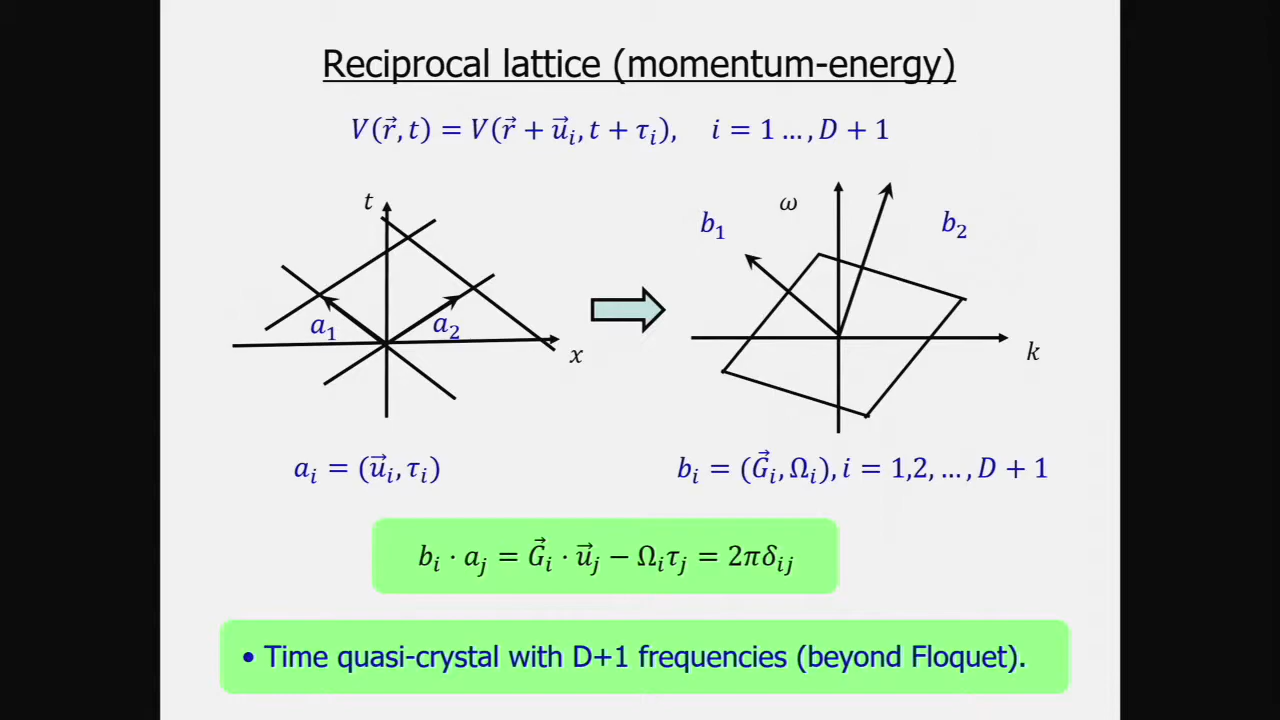 Reciprocal lattice (momentum-energy)
V(r⃗, t) = V(r⃗ + u⃗ᵢ, t + τᵢ),   i = 1 …, D + 1
t
ω
b₁
b₂
a₁
a₂
x
k
aᵢ = (u⃗ᵢ, τᵢ)
bᵢ = (G⃗ᵢ, Ωᵢ), i = 1,2, …, D + 1
bᵢ · aⱼ = G⃗ᵢ · u⃗ⱼ − Ωᵢτⱼ = 2πδᵢⱼ
• Time quasi-crystal with D+1 frequencies (beyond Floquet).